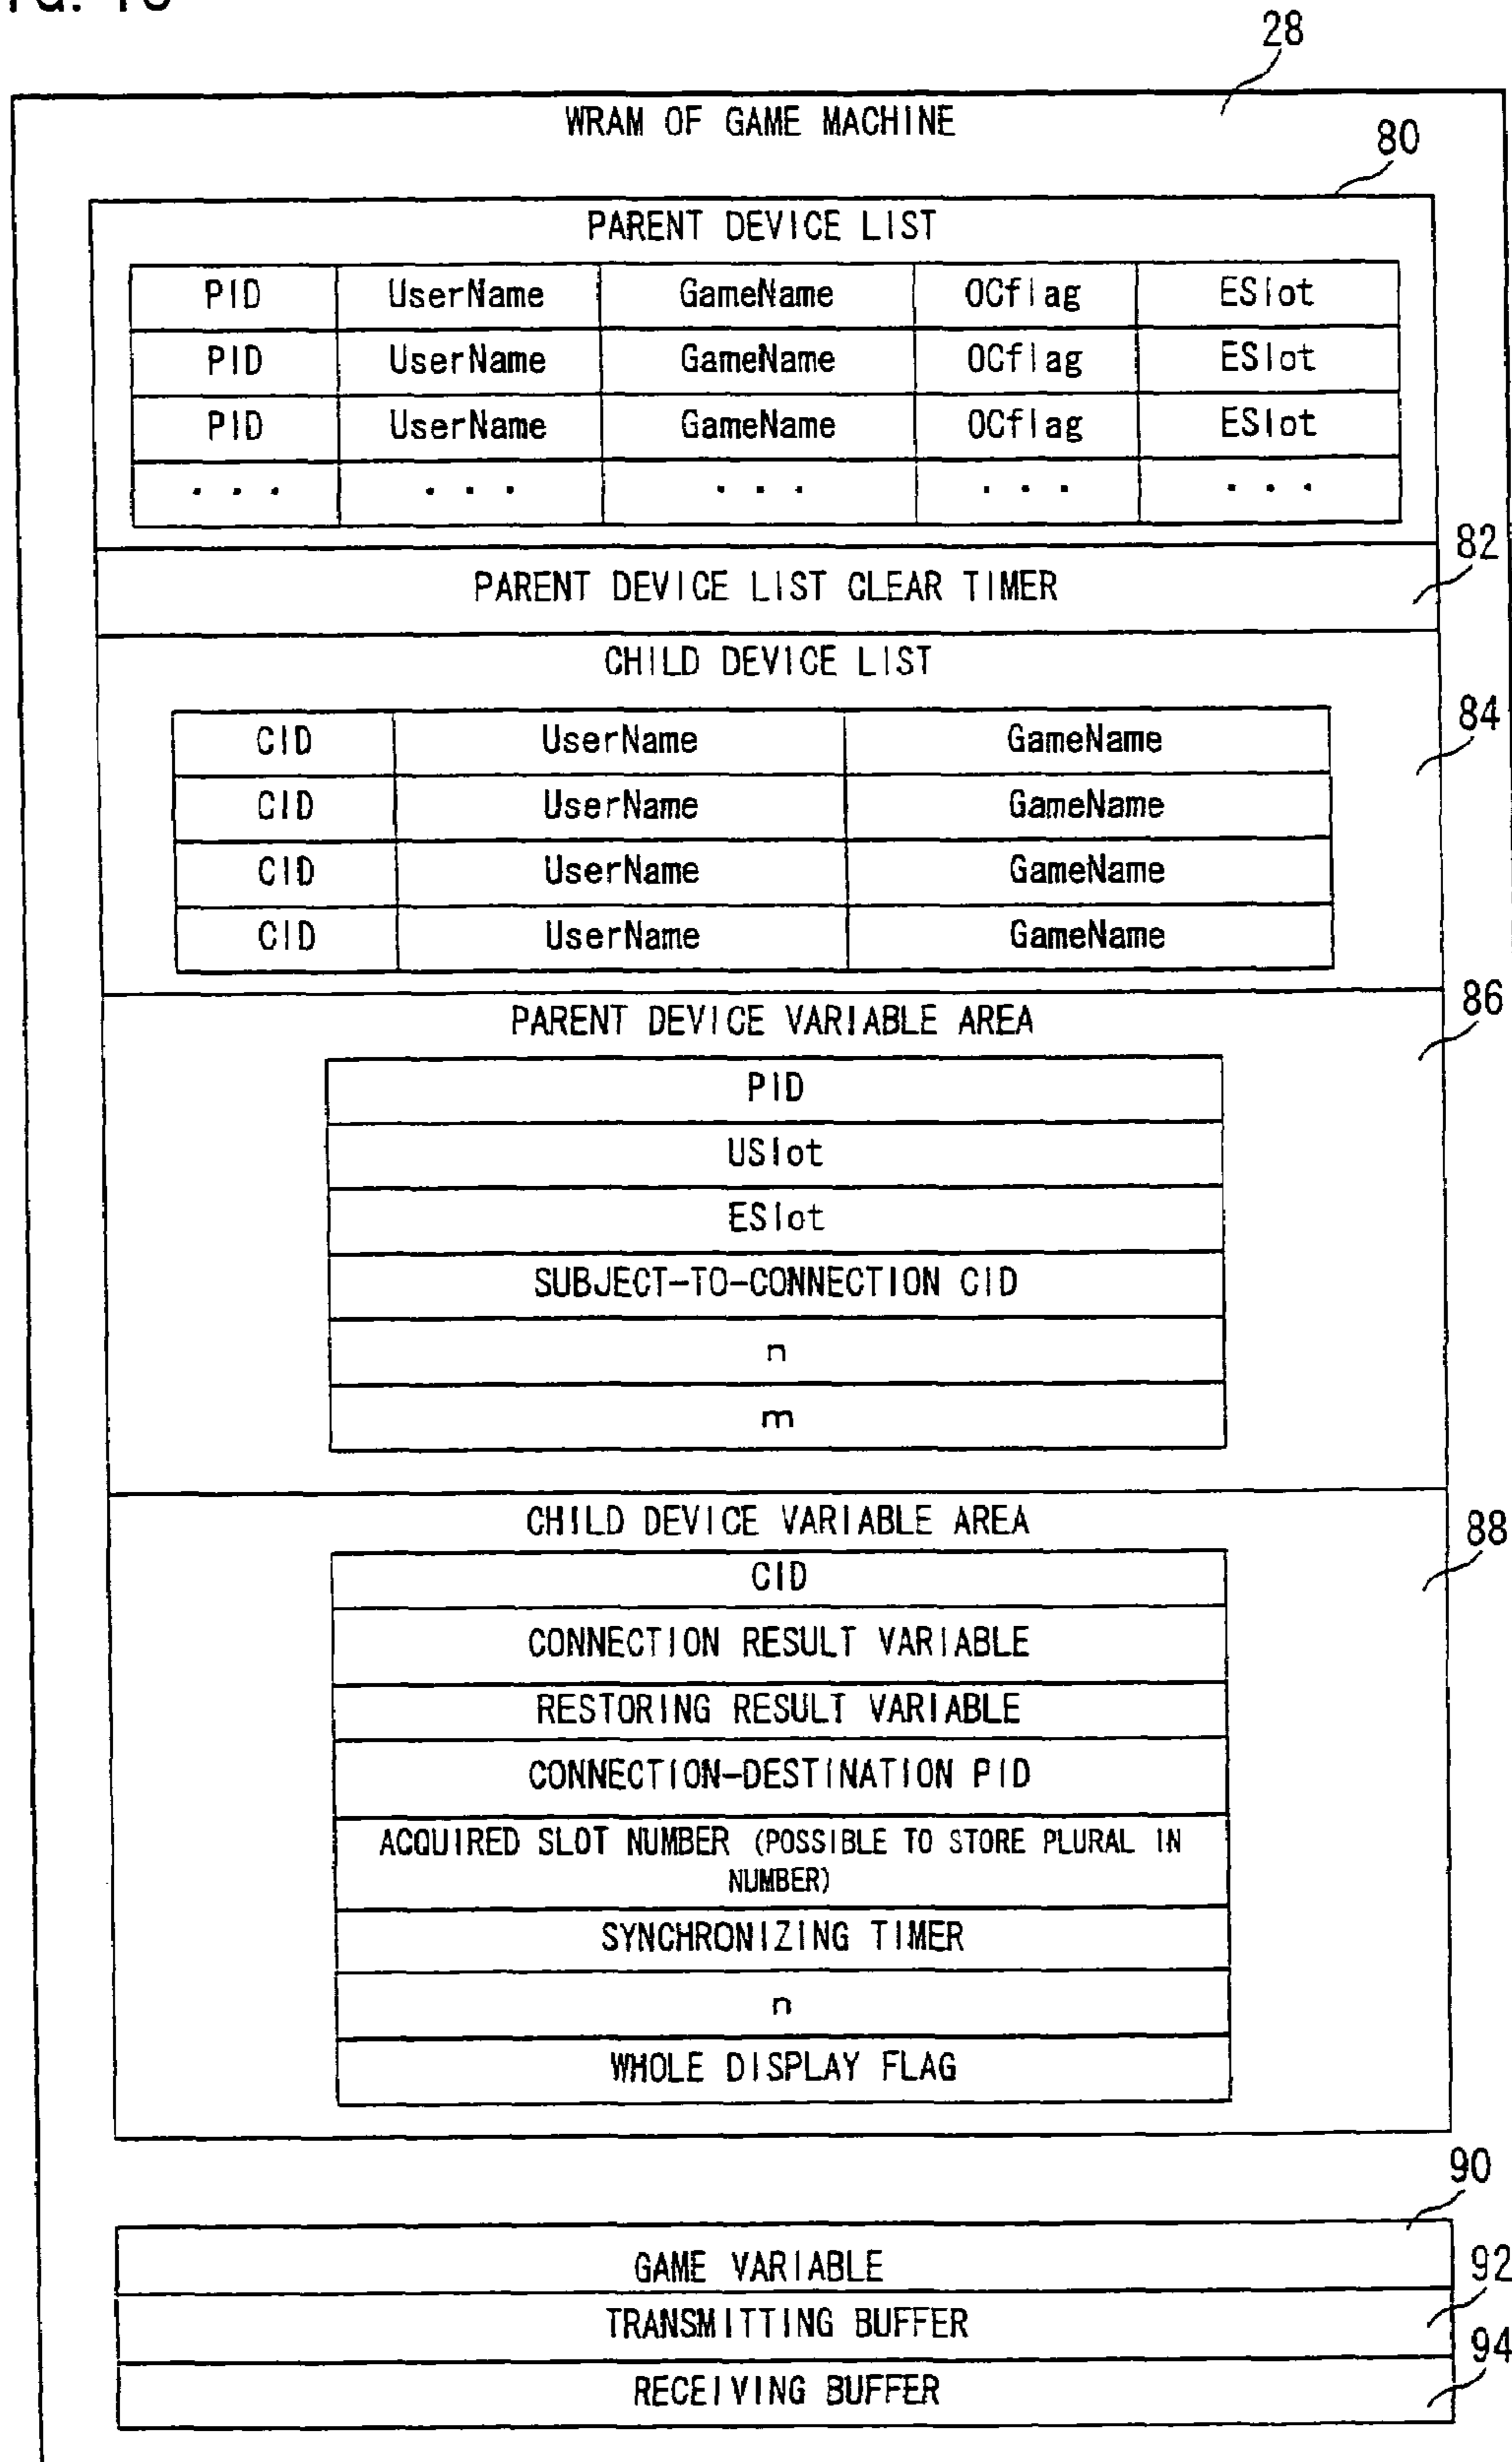 28
WRAM OF GAME MACHINE
80
PARENT DEVICE LIST
PID UserName GameName OCflag ESlot
PID UserName GameName OCflag ESlot
PID UserName GameName OCflag ESlot
... ... ... ... ...
82
PARENT DEVICE LIST CLEAR TIMER
CHILD DEVICE LIST
84
CID UserName GameName
CID UserName GameName
CID UserName GameName
CID UserName GameName
86
PARENT DEVICE VARIABLE AREA
PID
USlot
ESlot
SUBJECT-TO-CONNECTION CID
n
m
CHILD DEVICE VARIABLE AREA
88
CID
CONNECTION RESULT VARIABLE
RESTORING RESULT VARIABLE
CONNECTION-DESTINATION PID
ACQUIRED SLOT NUMBER (POSSIBLE TO STORE PLURAL IN
NUMBER)
SYNCHRONIZING TIMER
n
WHOLE DISPLAY FLAG
90
GAME VARIABLE
92
TRANSMITTING BUFFER
94
RECEIVING BUFFER